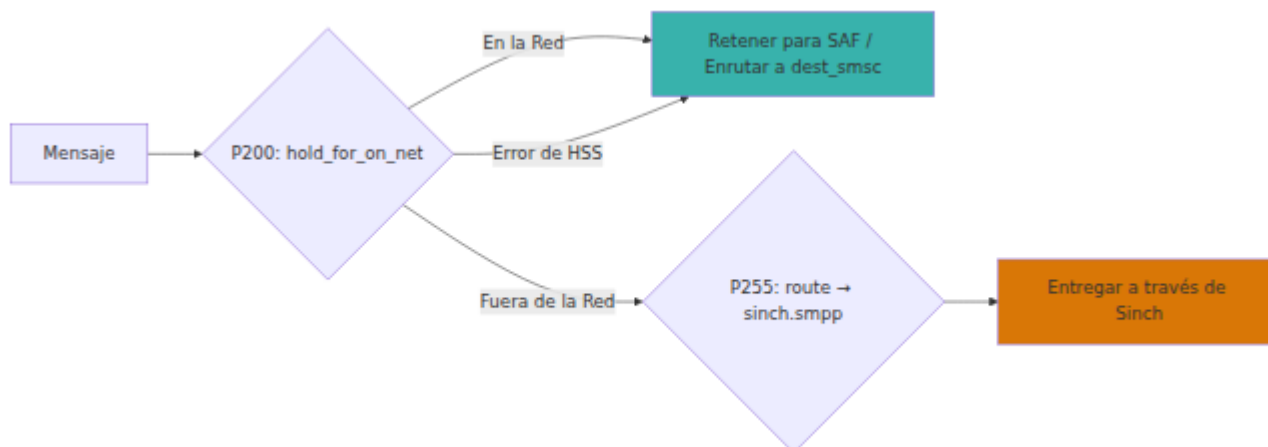 En la Red
Retener para SAF /
Enrutar a dest_smsc
Mensaje
P200: hold_for_on_net
Error de HSS
Fuera de la Red
P255: route →
sinch.smpp
Entregar a través de
Sinch